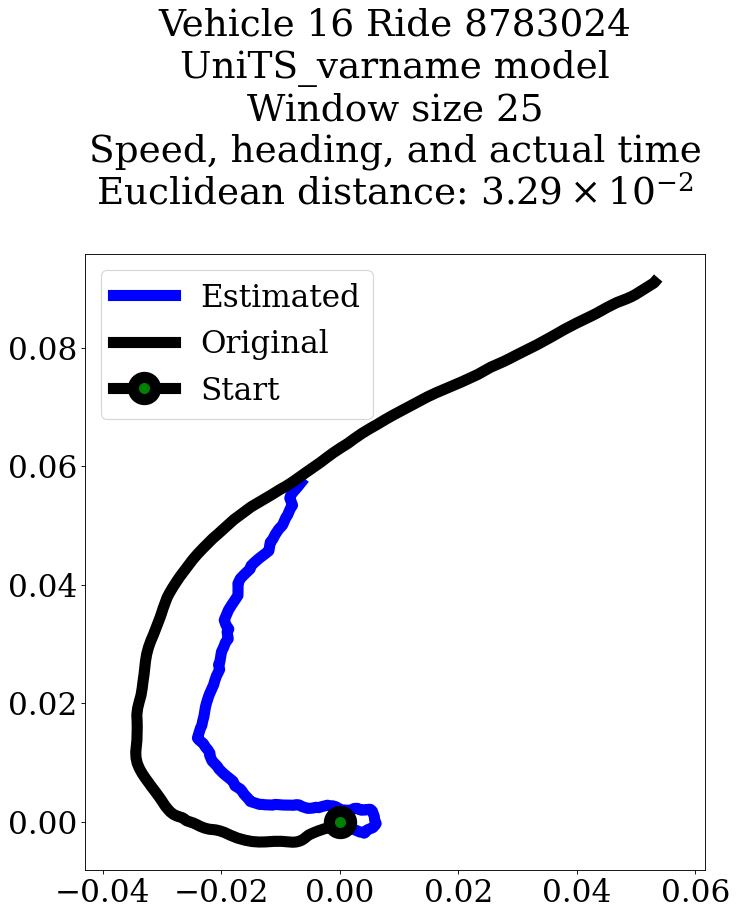 Vehicle 16 Ride 8783024
UniTS_varname model
Window size 25
Speed, heading, and actual time
Euclidean distance: 3.29 × 10⁻²
Estimated
Original
Start
0.08
0.06
0.04
0.02
0.00
−0.04 −0.02 0.00 0.02 0.04 0.06